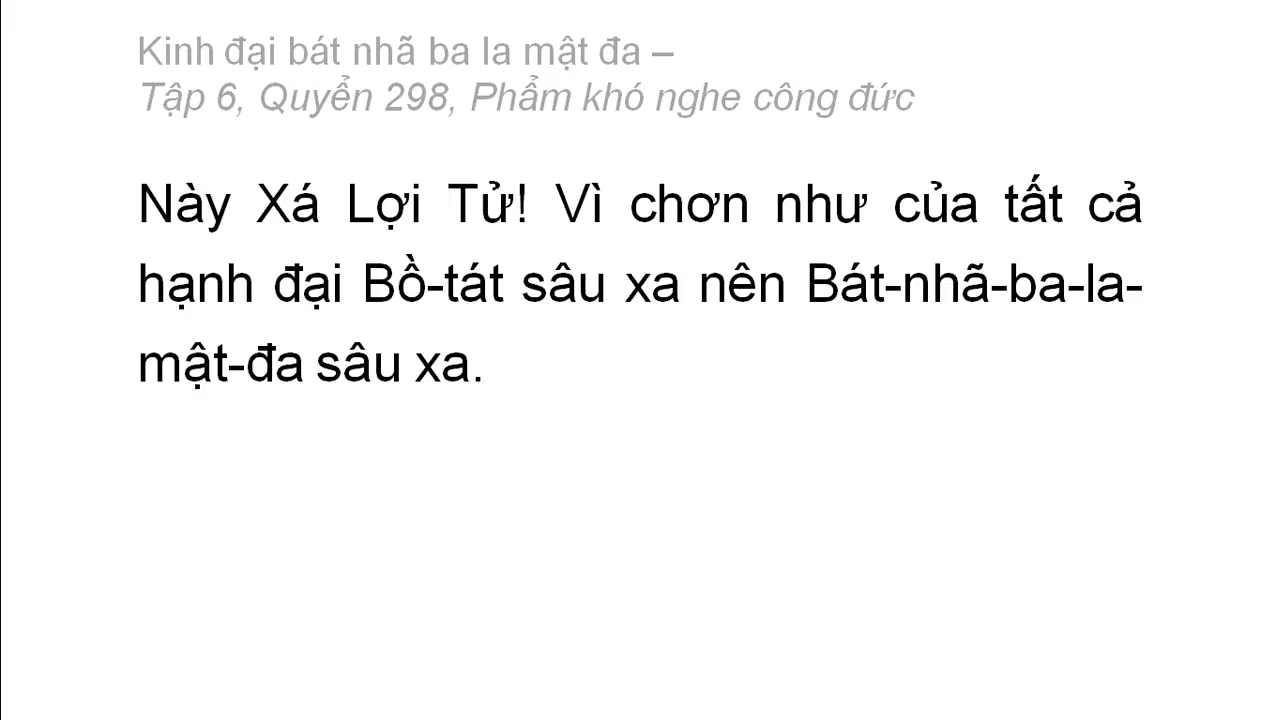 Kinh đại bát nhã ba la mật đa –
Tập 6, Quyển 298, Phẩm khó nghe công đức
Này Xá Lợi Tử! Vì chơn như của tất cả
hạnh đại Bồ-tát sâu xa nên Bát-nhã-ba-la-
mật-đa sâu xa.